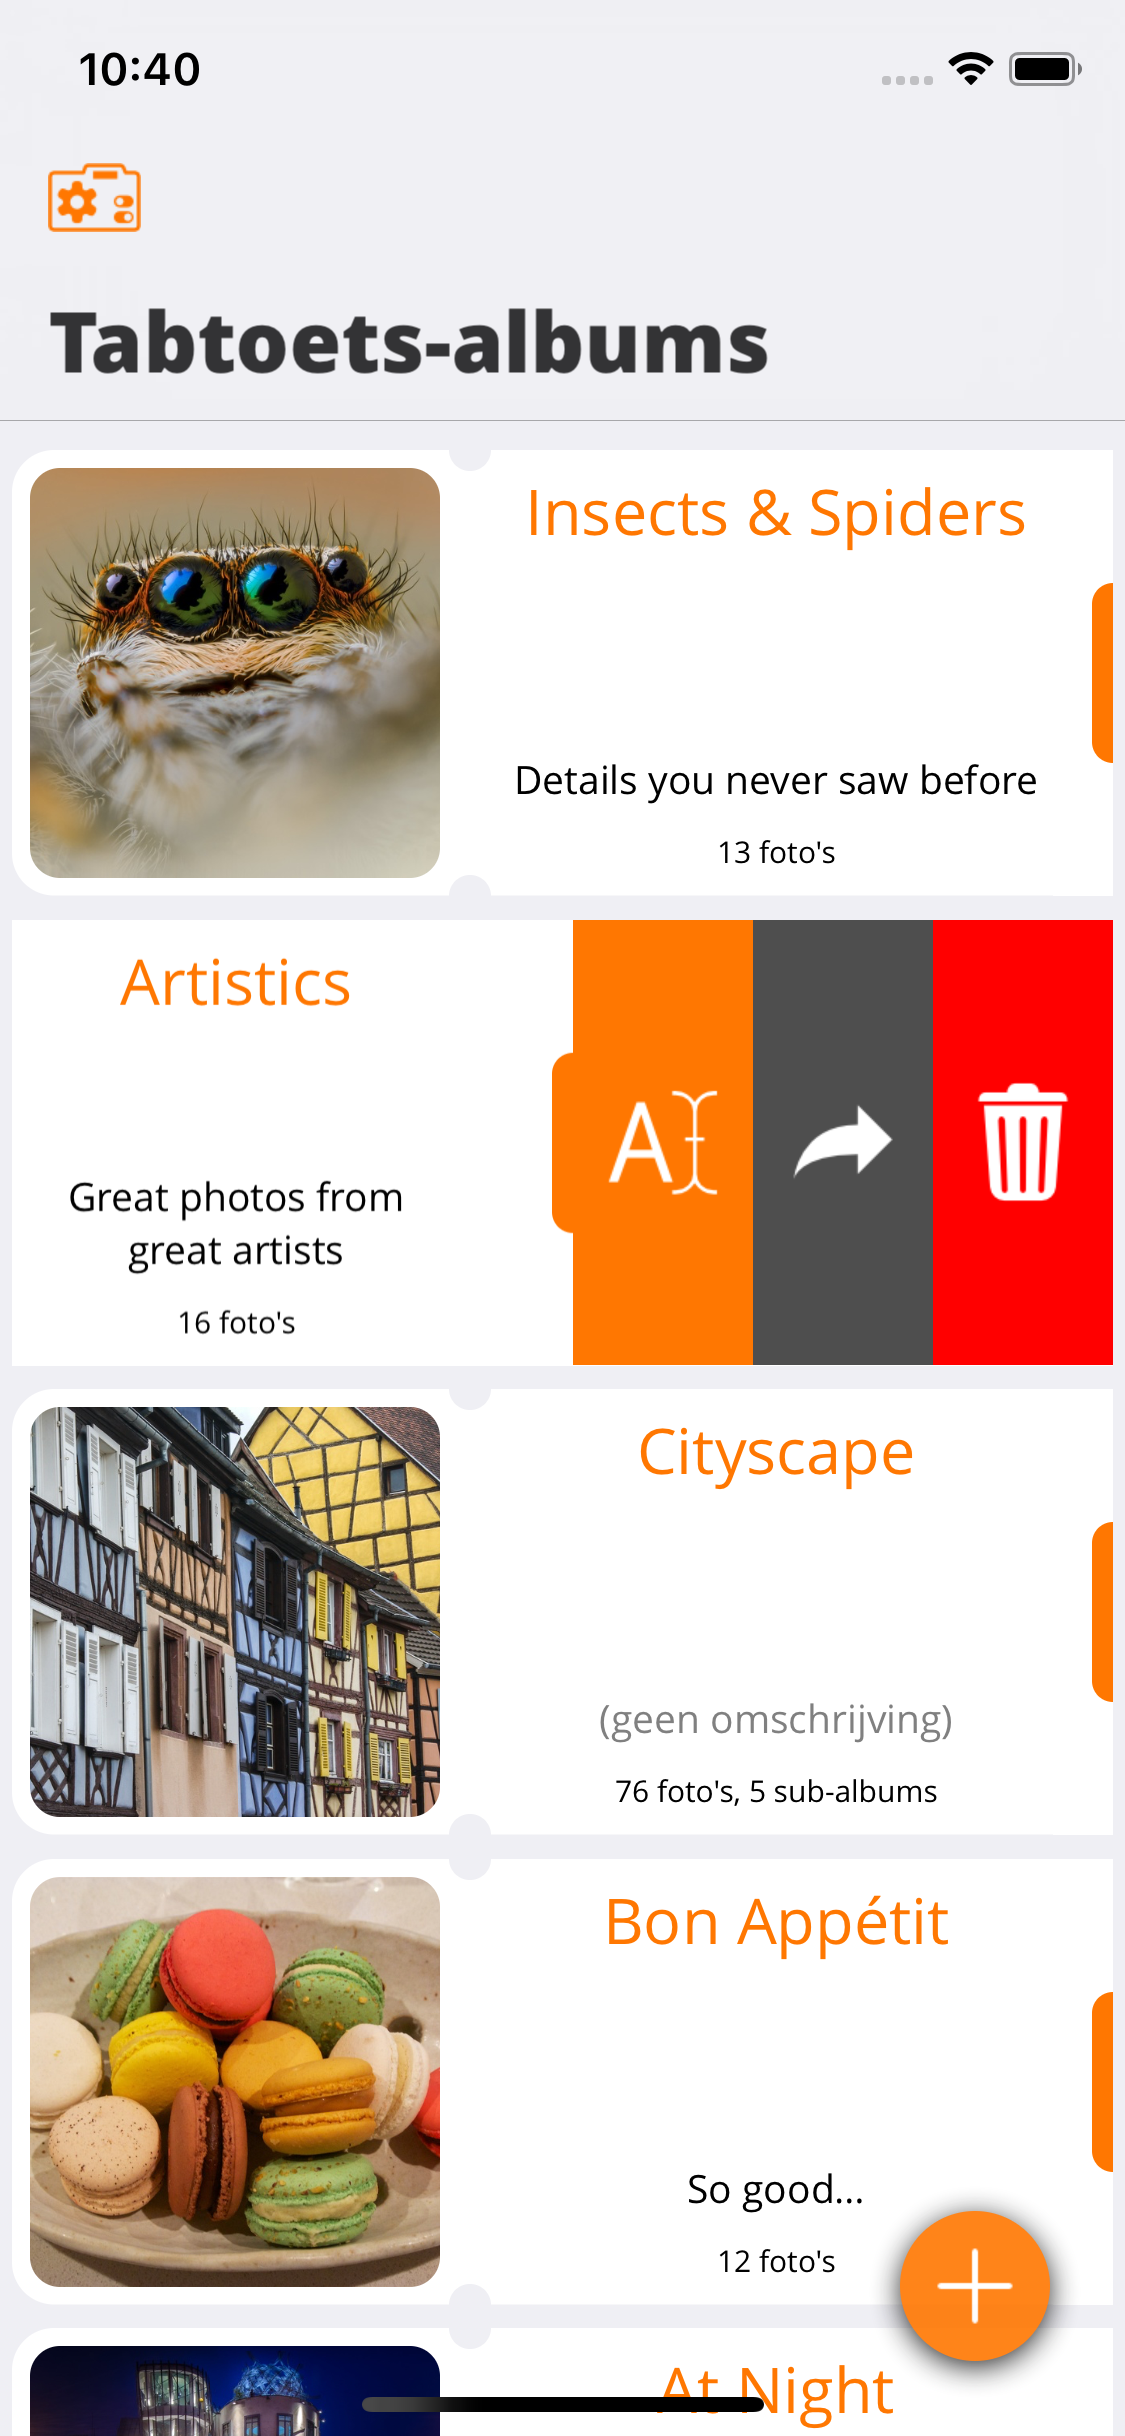 10:40
Tabtoets-albums
Insects & Spiders
Details you never saw before
13 foto's
Artistics
Great photos from
great artists
16 foto's
A
Cityscape
(geen omschrijving)
76 foto's, 5 sub-albums
Bon Appétit
So good...
12 foto's
At Night